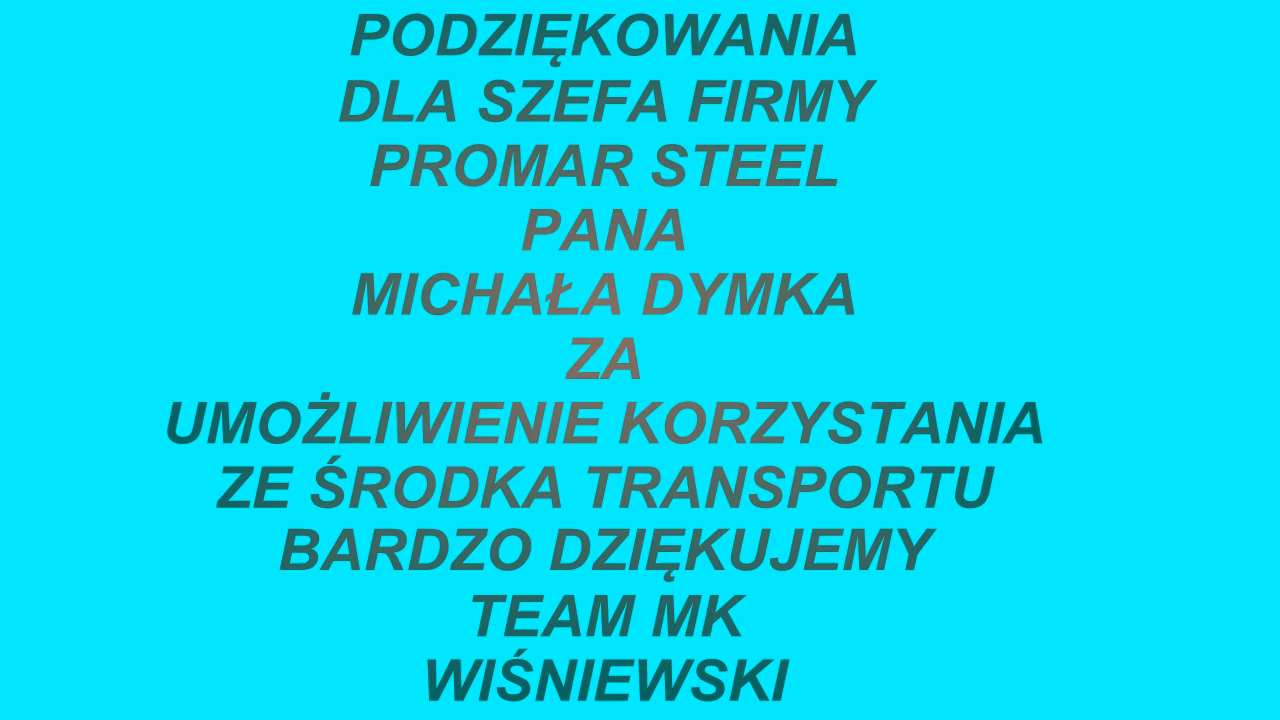 PODZIĘKOWANIA
DLA SZEFA FIRMY
PROMAR STEEL
PANA
MICHAŁA DYMKA
ZA
UMOŻLIWIENIE KORZYSTANIA
ZE ŚRODKA TRANSPORTU
BARDZO DZIĘKUJEMY
TEAM MK
WIŚNIEWSKI